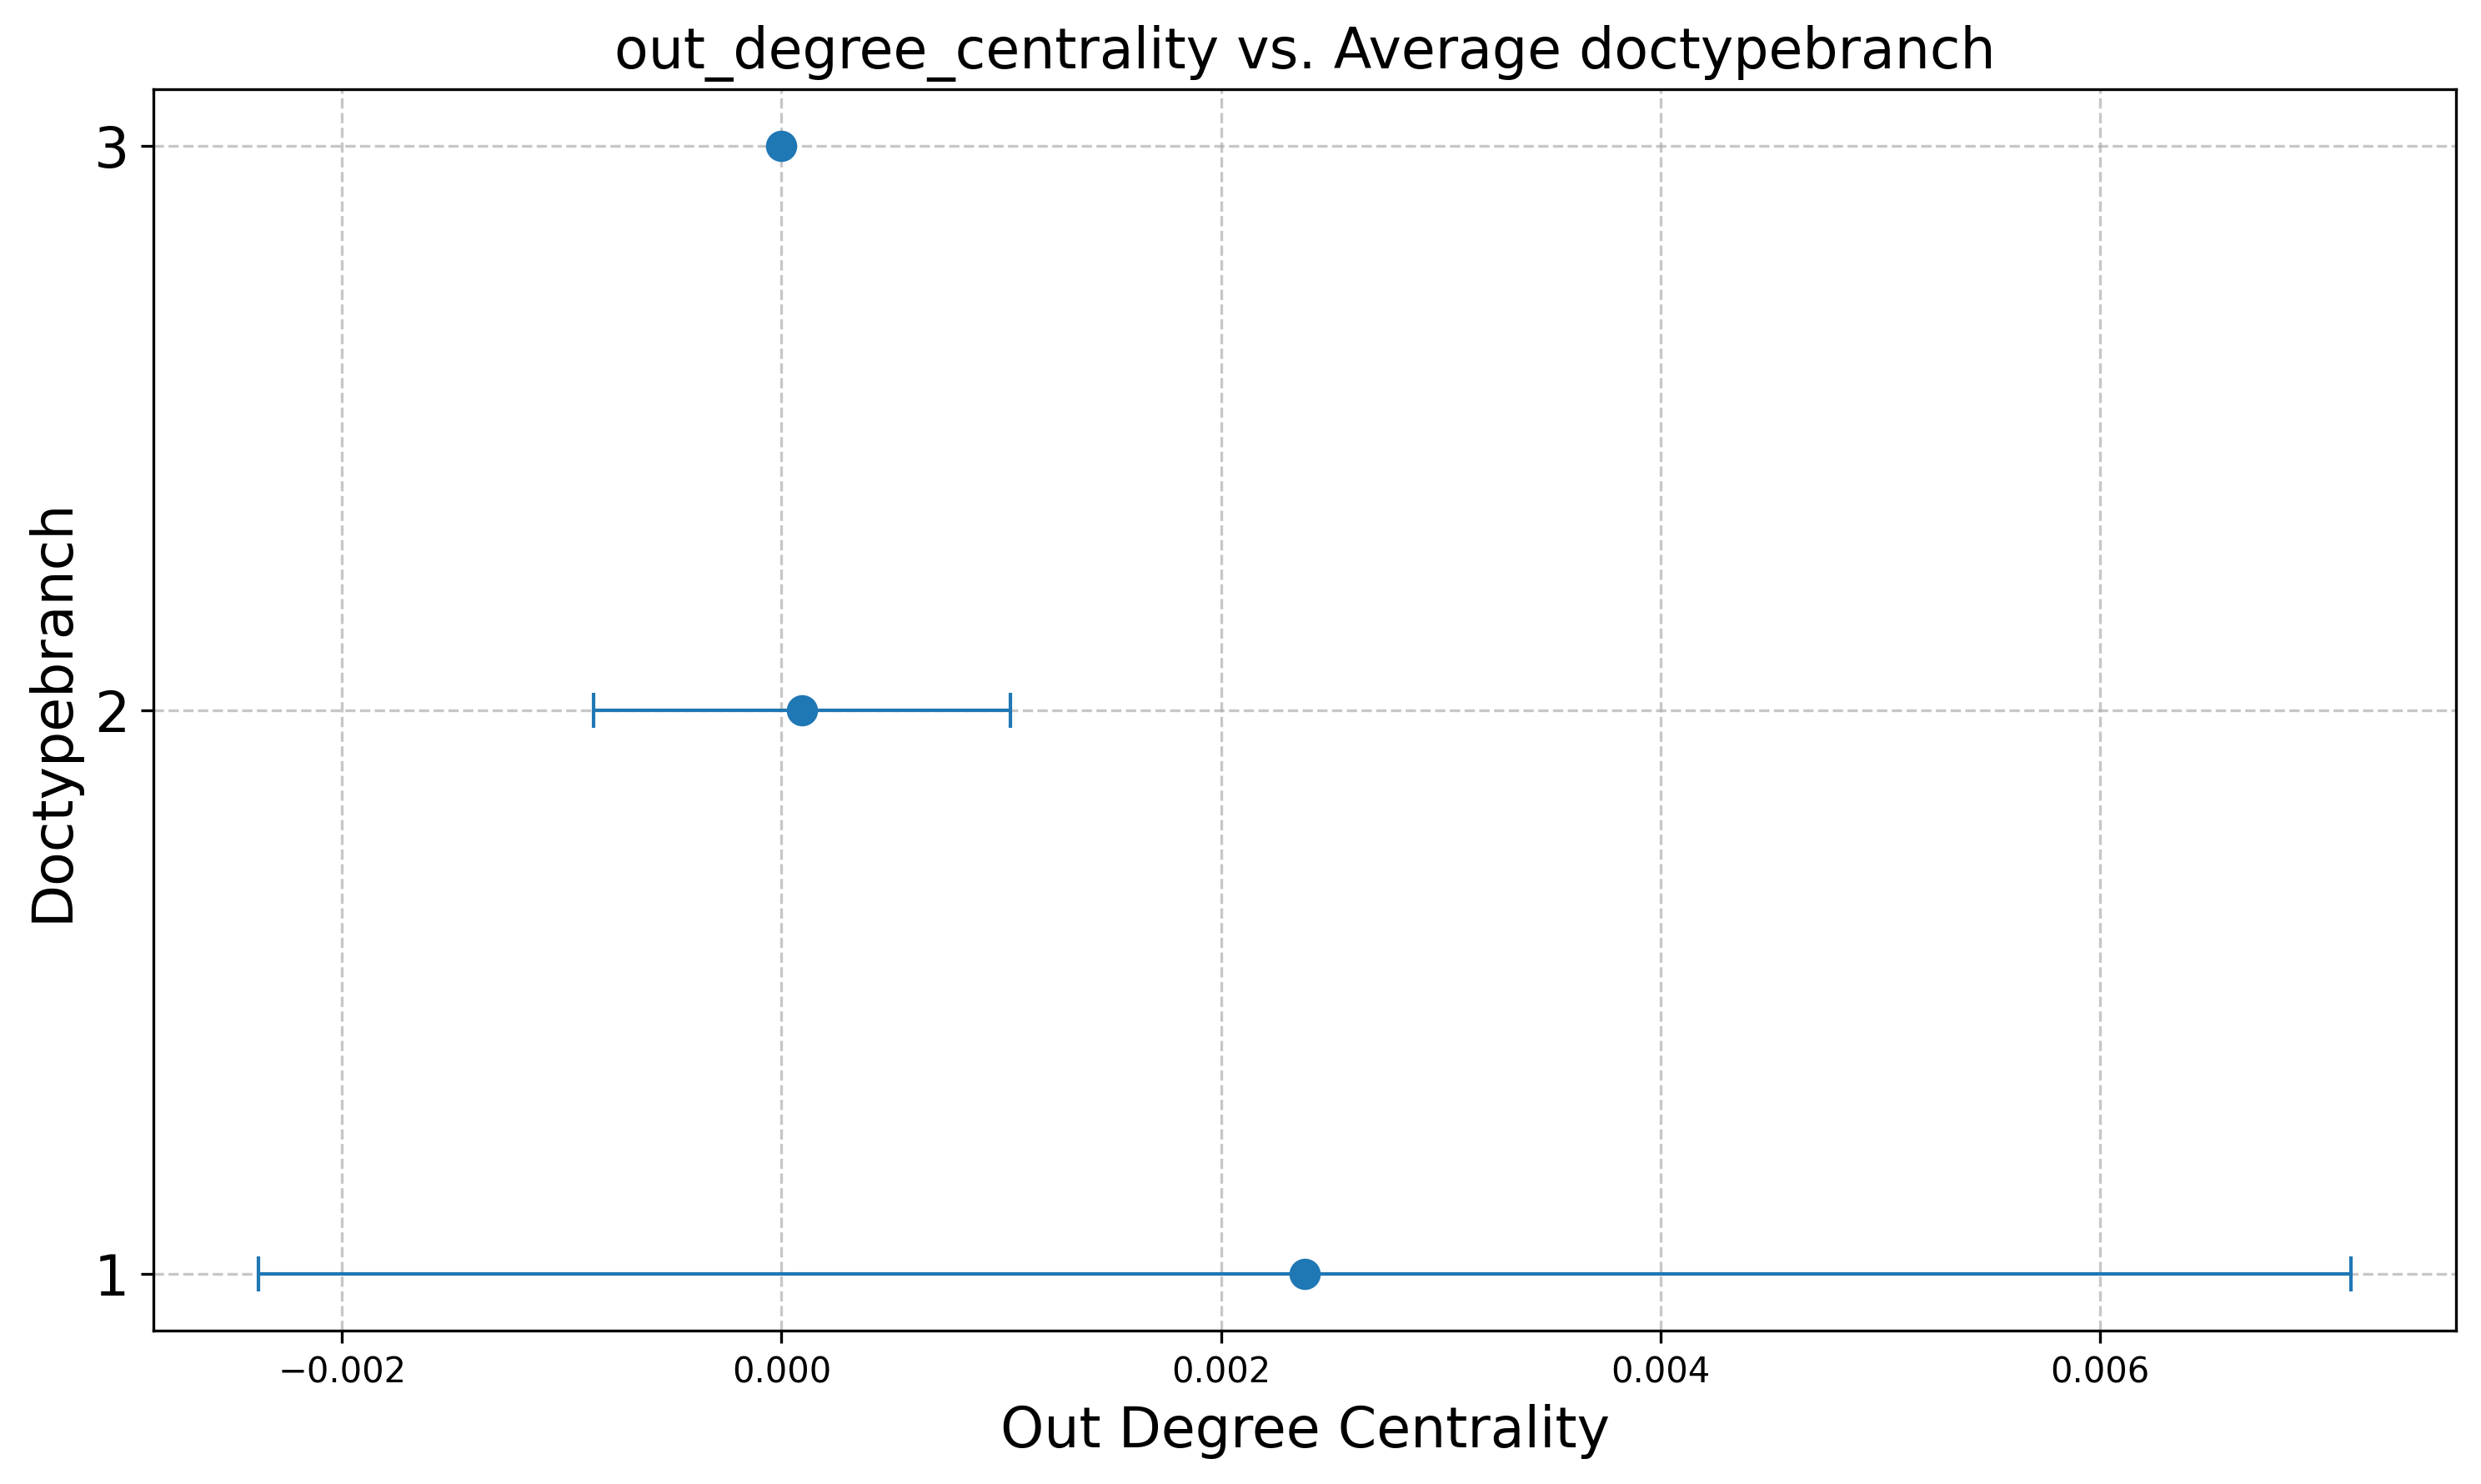 out_degree_centrality vs. Average doctypebranch
Doctypebranch
3
2
1
−0.002 0.000 0.002 0.004 0.006
Out Degree Centrality